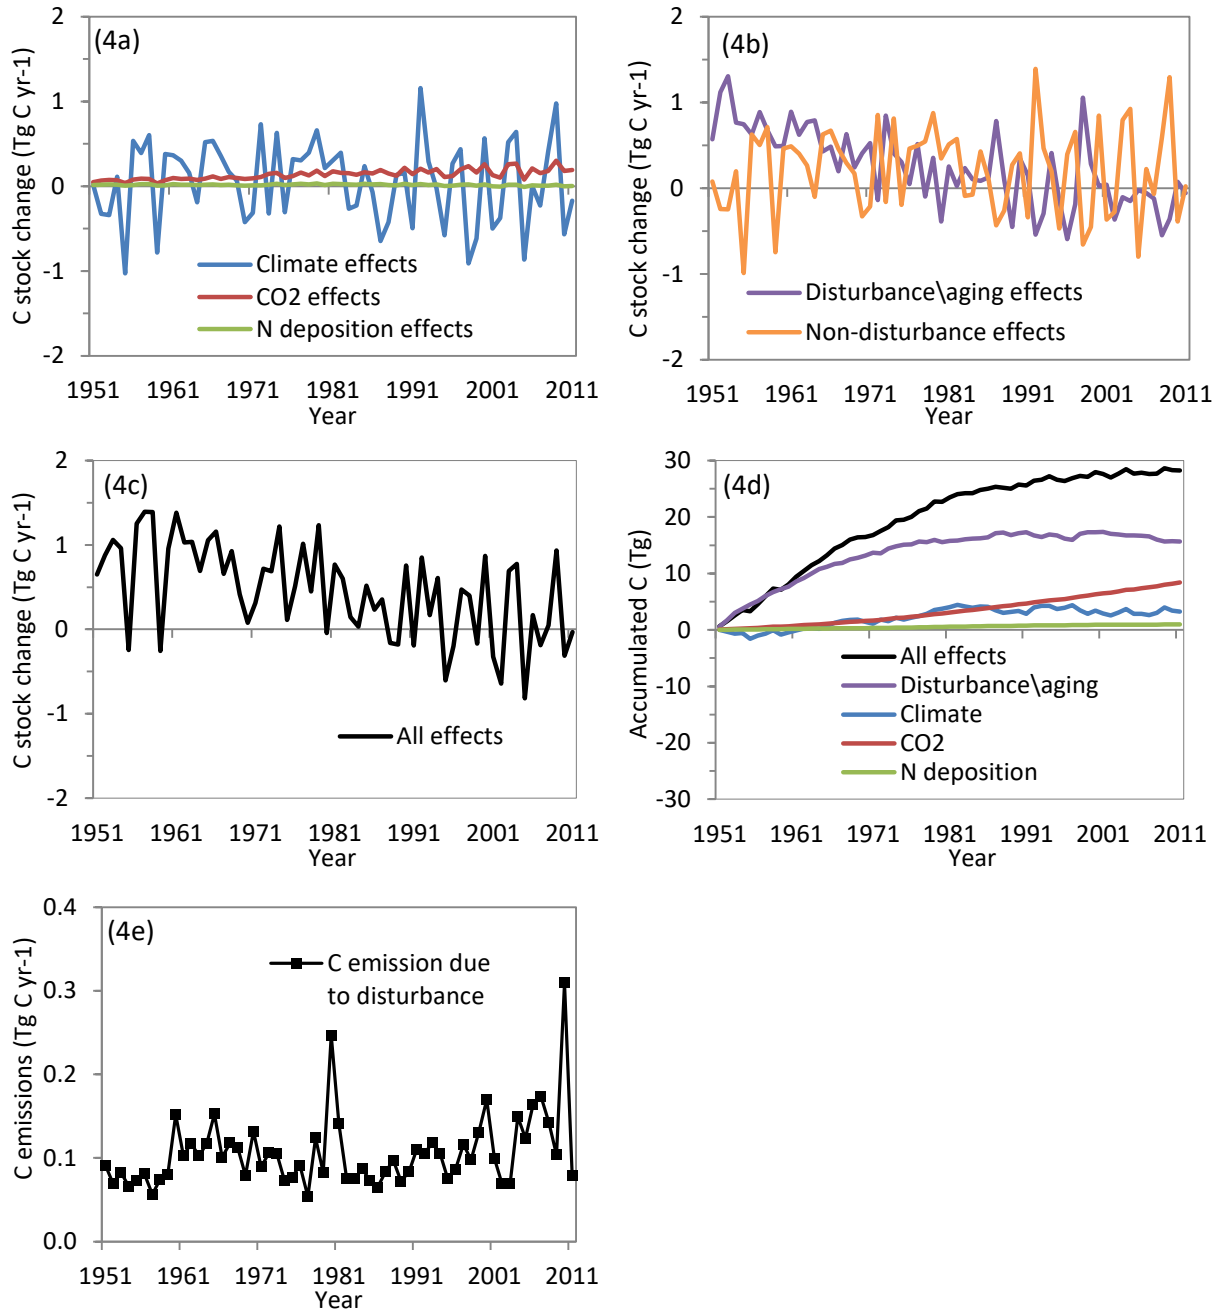 (4a)
C stock change (Tg C yr-1)
2
1
0
-1
-2
Climate effects
CO2 effects
N deposition effects
1951 1961 1971 1981 1991 2001 2011
Year
(4b)
C stock change (Tg C yr-1)
2
1
0
-1
-2
Disturbance\aging effects
Non-disturbance effects
1951 1961 1971 1981 1991 2001 2011
Year
(4c)
C stock change (Tg C yr-1)
2
1
0
-1
-2
All effects
1951 1961 1971 1981 1991 2001 2011
Year
(4d)
Accumulated C (Tg)
30
20
10
0
-10
-20
-30
All effects
Disturbance\aging
Climate
CO2
N deposition
1951 1961 1971 1981 1991 2001 2011
Year
(4e)
C emissions (Tg C yr-1)
0.4
0.3
0.2
0.1
0.0
C emission due
to disturbance
1951 1961 1971 1981 1991 2001 2011
Year